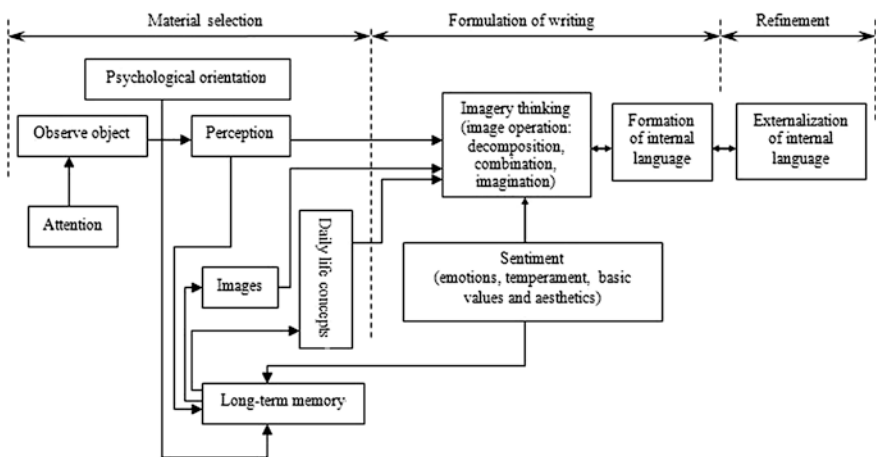 Material selection
Formulation of writing
Refinement
Psychological orientation
Observe object
Perception
Attention
Images
Daily life concepts
Long-term memory
Imagery thinking
(image operation:
decomposition,
combination,
imagination)
Formation
of internal
language
Externalization
of internal
language
Sentiment
(emotions, temperament, basic
values and aesthetics)